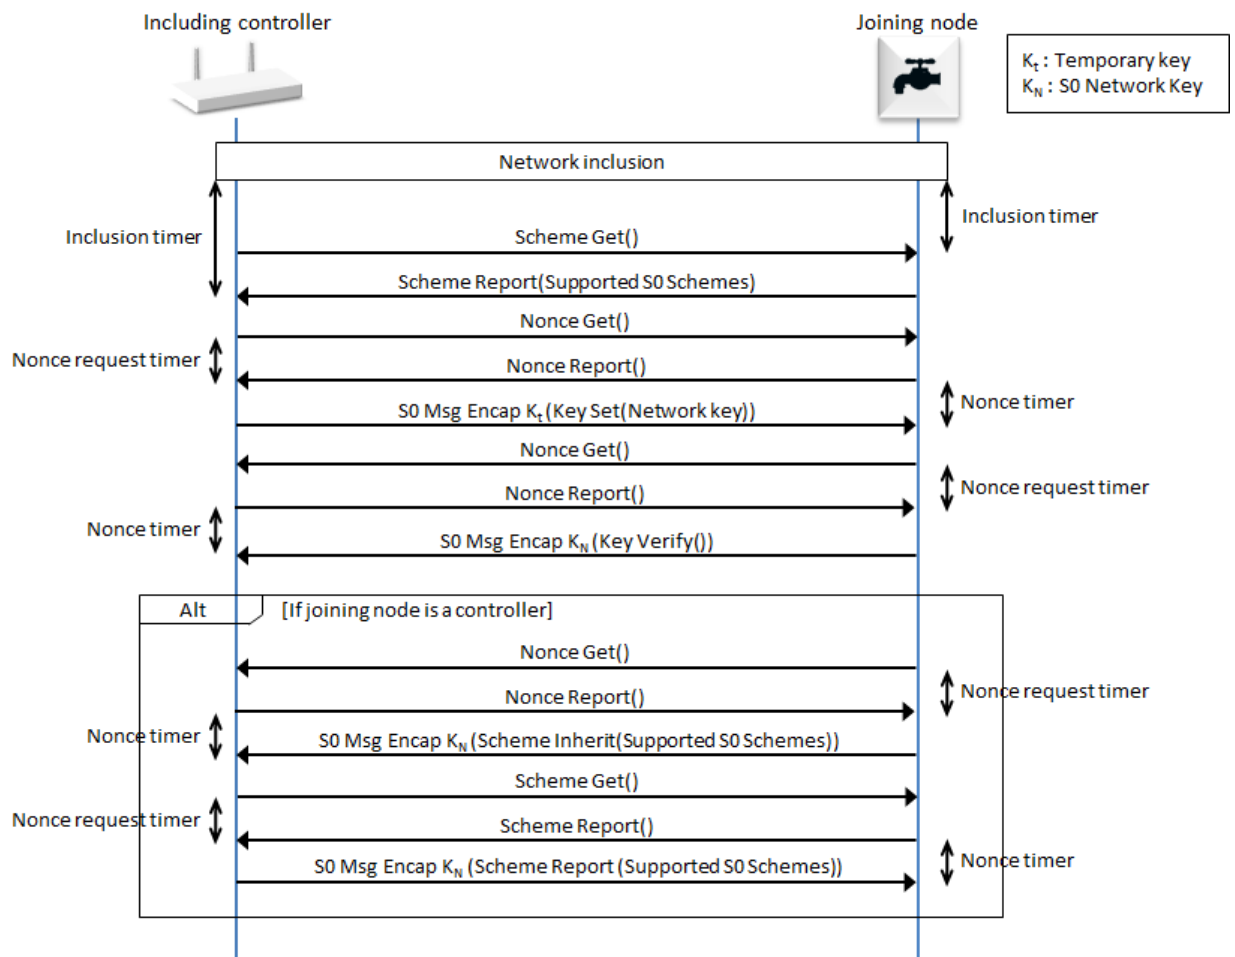 Including controller
Joining node
Kt : Temporary key
KN : S0 Network Key
Network inclusion
Inclusion timer
Inclusion timer
Scheme Get()
Scheme Report(Supported S0 Schemes)
Nonce Get()
Nonce request timer
Nonce Report()
Nonce timer
S0 Msg Encap Kt (Key Set(Network key))
Nonce Get()
Nonce request timer
Nonce Report()
Nonce timer
S0 Msg Encap KN (Key Verify())
Alt
[If joining node is a controller]
Nonce Get()
Nonce request timer
Nonce Report()
Nonce timer
S0 Msg Encap KN (Scheme Inherit(Supported S0 Schemes))
Scheme Get()
Nonce request timer
Scheme Report()
Nonce timer
S0 Msg Encap KN (Scheme Report (Supported S0 Schemes))